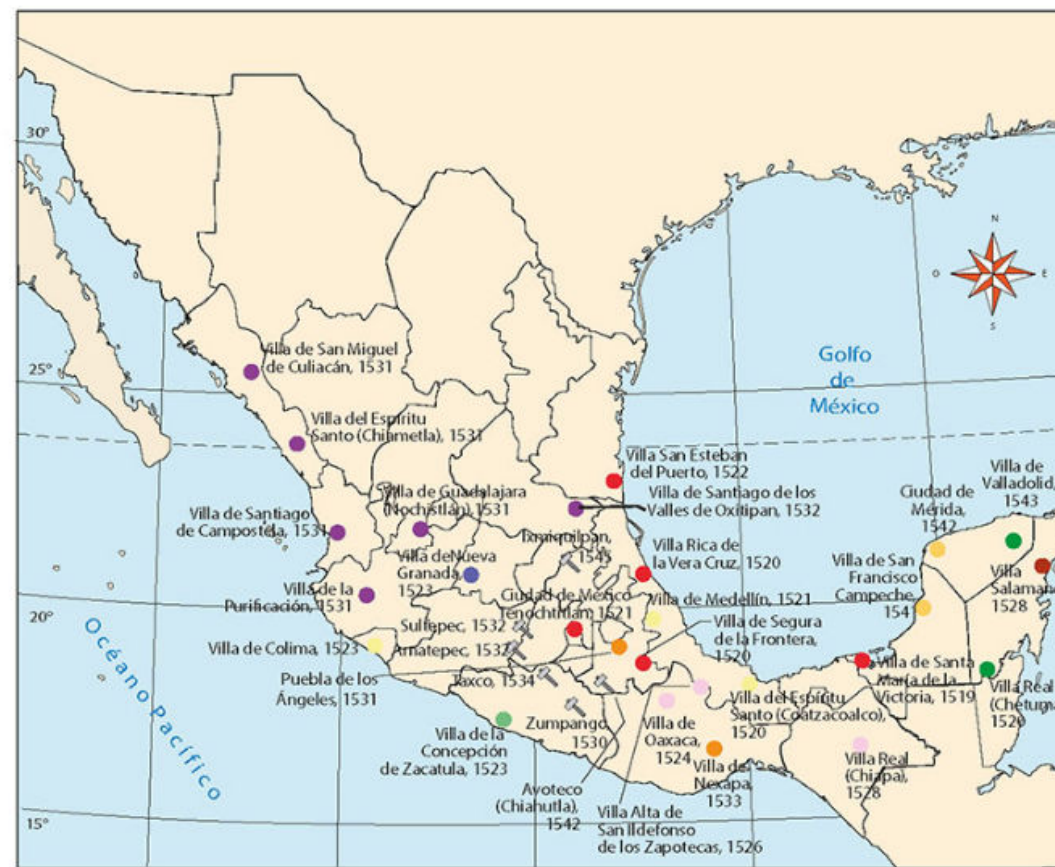 30°
N
O
E
S
Golfo
de
México
Villa de San Miguel
de Culiacán, 1531
25°
Villa del Espíritu
Santo (Chiametla), 1531
Villa San Esteban
del Puerto, 1522
Villa de
Valladolid,
1543
Ciudad de
Mérida,
1542
Villa de Guadalajara
(Nochistlán), 1531
Villa de Santiago de los
Valles de Oxitipan, 1532
Villa de Santiago
de Campostela, 1531
Ixmiquilpan,
1545
Villa Rica de
la Vera Cruz, 1520
Villa de San
Francisco
Campeche,
1541
Villa
Salamanc
1528
Villa de Nueva
Granada,
1523
Villa de la
Purificación, 1531
Ciudad de México
Tenochtitlan, 1521
Villa de Medellín, 1521
20°
Sultepec, 1532
Villa de Segura
de la Frontera,
1520
Villa de Colima, 1523
Amatepec, 1532
Villa de Santa
María de la
Victoria, 1519
Puebla de los
Ángeles, 1531
Taxco, 1534
Villa del Espíritu
Santo (Coatzacoalco),
1520
Villa Real
(Chetuma
1520
Océano Pacífico
Zumpango,
1530
Villa de
Oaxaca,
1524
Villa de la
Concepción
de Zacatula, 1523
Villa Real
(Chiapa),
1528
Villa de
Nexapa,
1533
Ayoteco
(Chiahutla),
1542
Villa Alta de
San Ildefonso
de los Zapotecas, 1526
15°